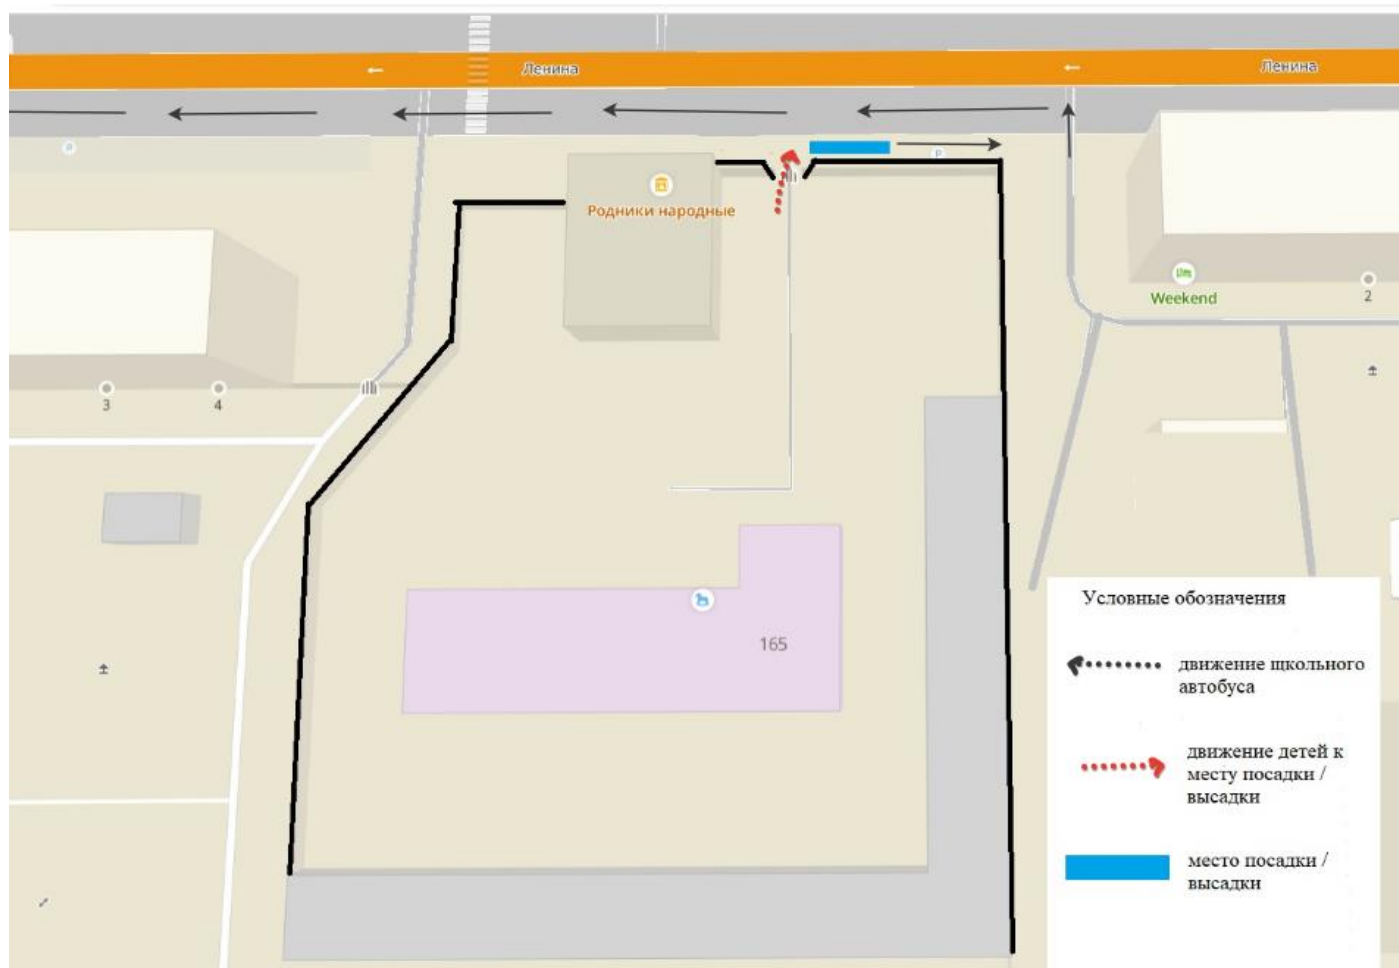 Ленина
Ленина
P
P
Родники народные
Weekend
2
3
4
165
Условные обозначения
движение щкольного
автобуса
движение детей к
месту посадки /
высадки
место посадки /
высадки